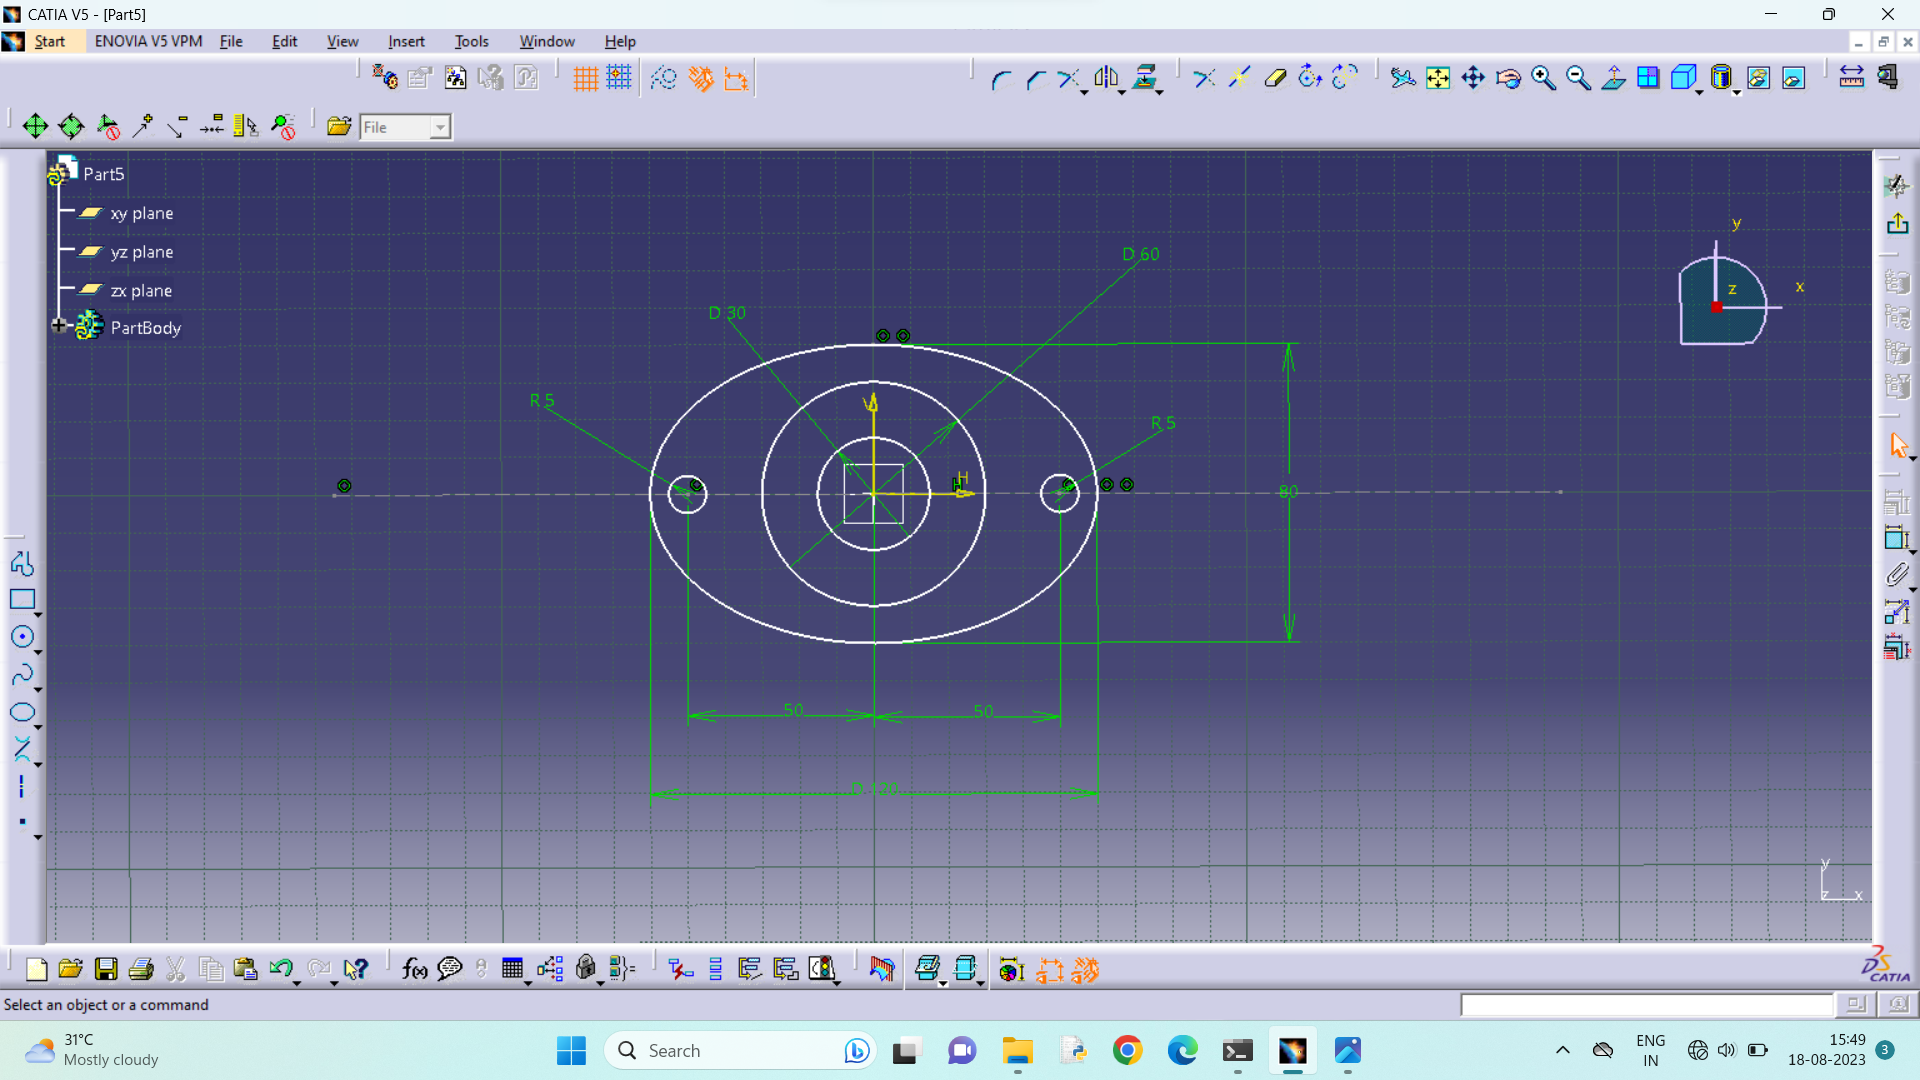 CATIA V5 - [Part5]
Start ENOVIA V5 VPM File Edit View Insert Tools Window Help
File
Part5
xy plane
yz plane
zx plane
PartBody
y
x
z
D 60
D 30
R 5
R 5
V
H
H
80
50
50
D 120
y
z
x
f(x)
CATIA
Select an object or a command
31°C
Mostly cloudy
Search
ENG
IN
15:49
18-08-2023
3